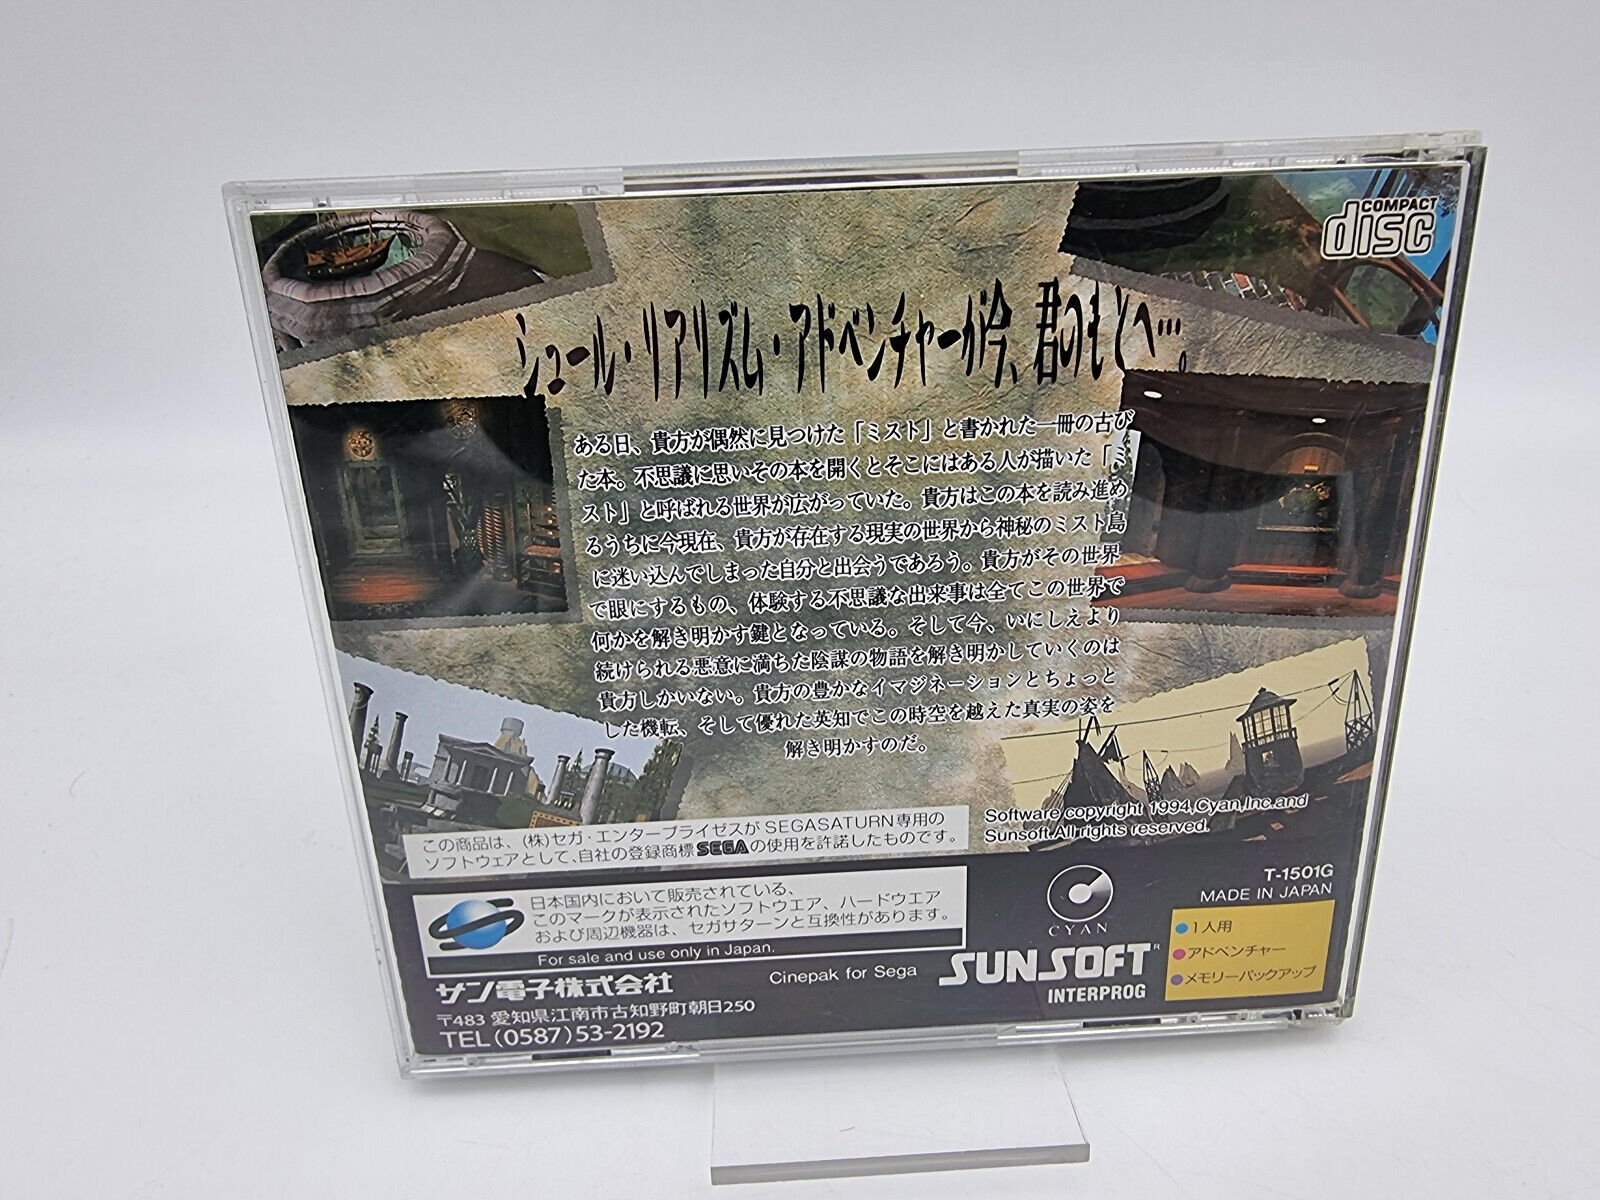 COMPACT
disc
シュール・リアリズム・アドベンチャーが今、君のもとへ…。
ある日、貴方が偶然に見つけた「ミスト」と書かれた一冊の古び
た本。不思議に思いその本を開くとそこにはある人が描いた「ミ
スト」と呼ばれる世界が広がっていた。貴方はこの本を読み進め
るうちに今現在、貴方が存在する現実の世界から神秘のミスト島
に迷い込んでしまった自分と出会うであろう。貴方がその世界
で眼にするもの、体験する不思議な出来事は全てこの世界で
何かを解き明かす鍵となっている。そして今、いにしえより
続けられる悪意に満ちた陰謀の物語を解き明かしていくのは
貴方しかいない。貴方の豊かなイマジネーションとちょっと
した機転、そして優れた英知でこの時空を越えた真実の姿を
解き明かすのだ。
Software copyright 1994,Cyan,Inc.and
Sunsoft.All rights reserved.
この商品は、(株)セガ・エンタープライゼスがSEGASATURN専用の
ソフトウェアとして、自社の登録商標SEGAの使用を許諾したものです。
日本国内において販売されている、
このマークが表示されたソフトウエア、ハードウエア
および周辺機器は、セガサターンと互換性があります。
For sale and use only in Japan.
サン電子株式会社
〒483 愛知県江南市古知野町朝日250
TEL(0587)53-2192
Cinepak for Sega
CYAN
SUNSOFT®
INTERPROG
T-1501G
MADE IN JAPAN
●1人用
●アドベンチャー
●メモリーバックアップ